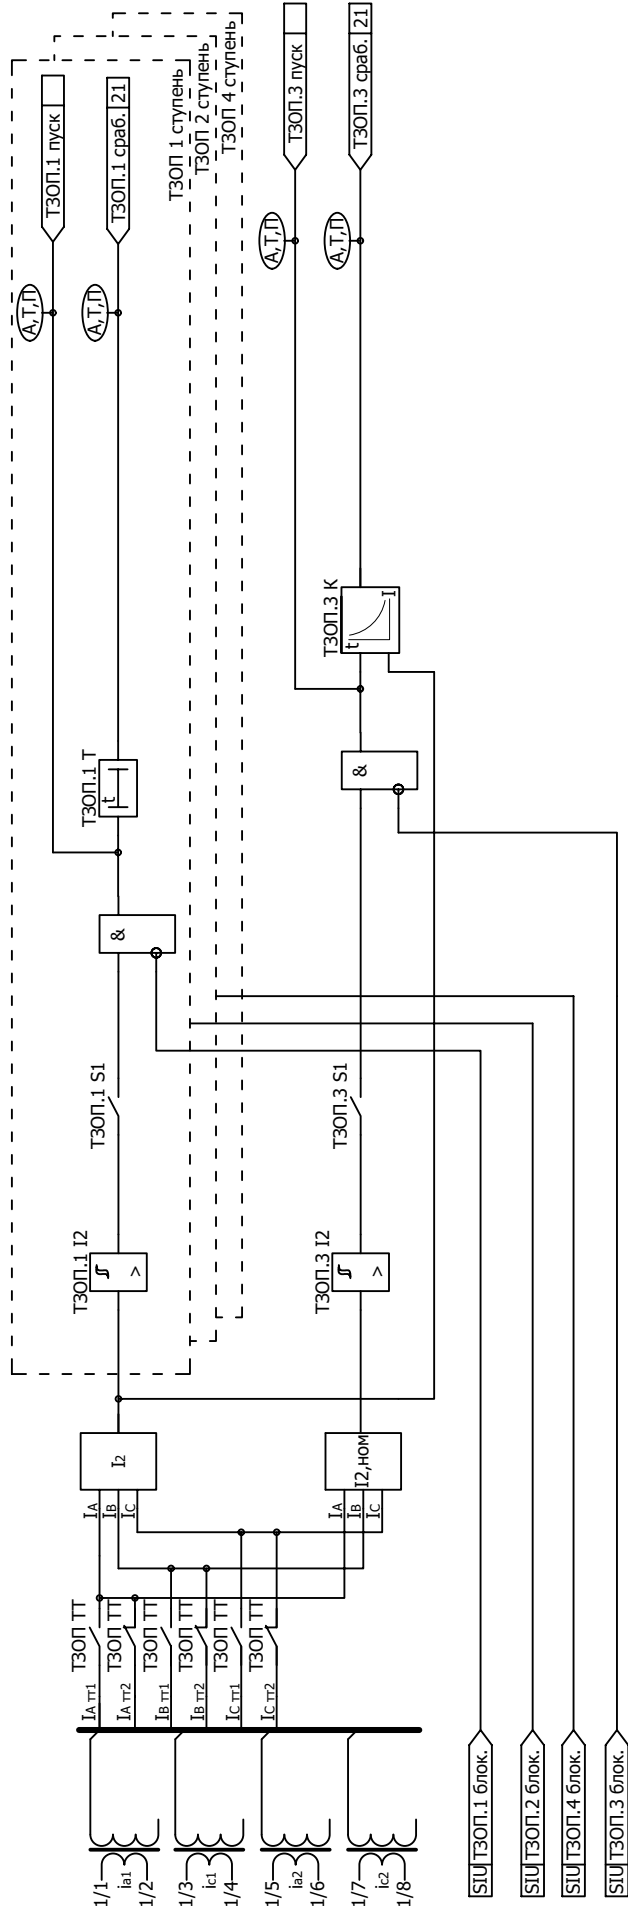 1/1
ia1
1/2
1/3
ic1
1/4
1/5
ia2
1/6
1/7
ic2
1/8
IA тт1
IA тт2
IB тт1
IB тт2
IC тт1
IC тт2
ТЗОП ТТ
ТЗОП ТТ
ТЗОП ТТ
ТЗОП ТТ
ТЗОП ТТ
ТЗОП ТТ
IA
IB
IC
I2
IA
IB
IC
I2,ном
ТЗОП.1 I2
>
ТЗОП.1 S1
&
ТЗОП.1 T
t
А,Т,П
А,Т,П
ТЗОП.1 пуск
ТЗОП.1 сраб. 21
ТЗОП 1 ступень
ТЗОП 2 ступень
ТЗОП 4 ступень
ТЗОП.3 I2
>
ТЗОП.3 S1
&
ТЗОП.3 К
t
I
А,Т,П
А,Т,П
ТЗОП.3 пуск
ТЗОП.3 сраб. 21
SIU ТЗОП.1 блок.
SIU ТЗОП.2 блок.
SIU ТЗОП.4 блок.
SIU ТЗОП.3 блок.